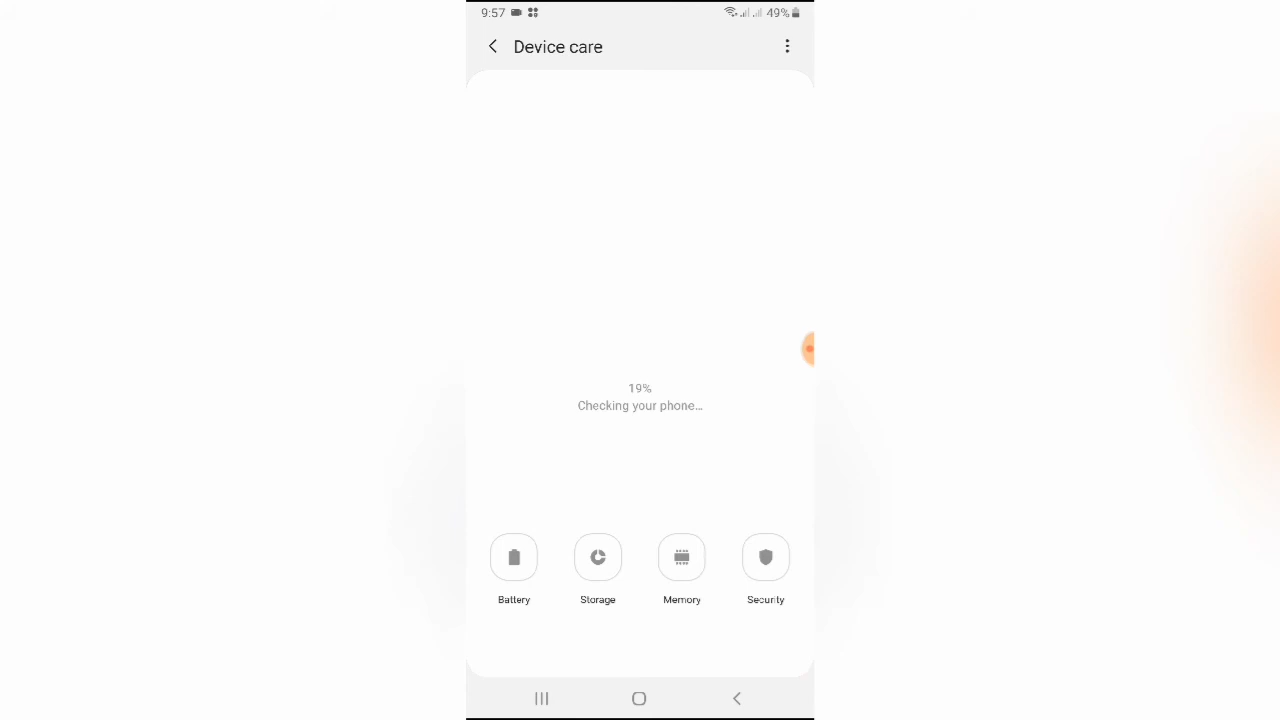 9:57
49%
Device care
19%
Checking your phone...
Battery Storage Memory Security